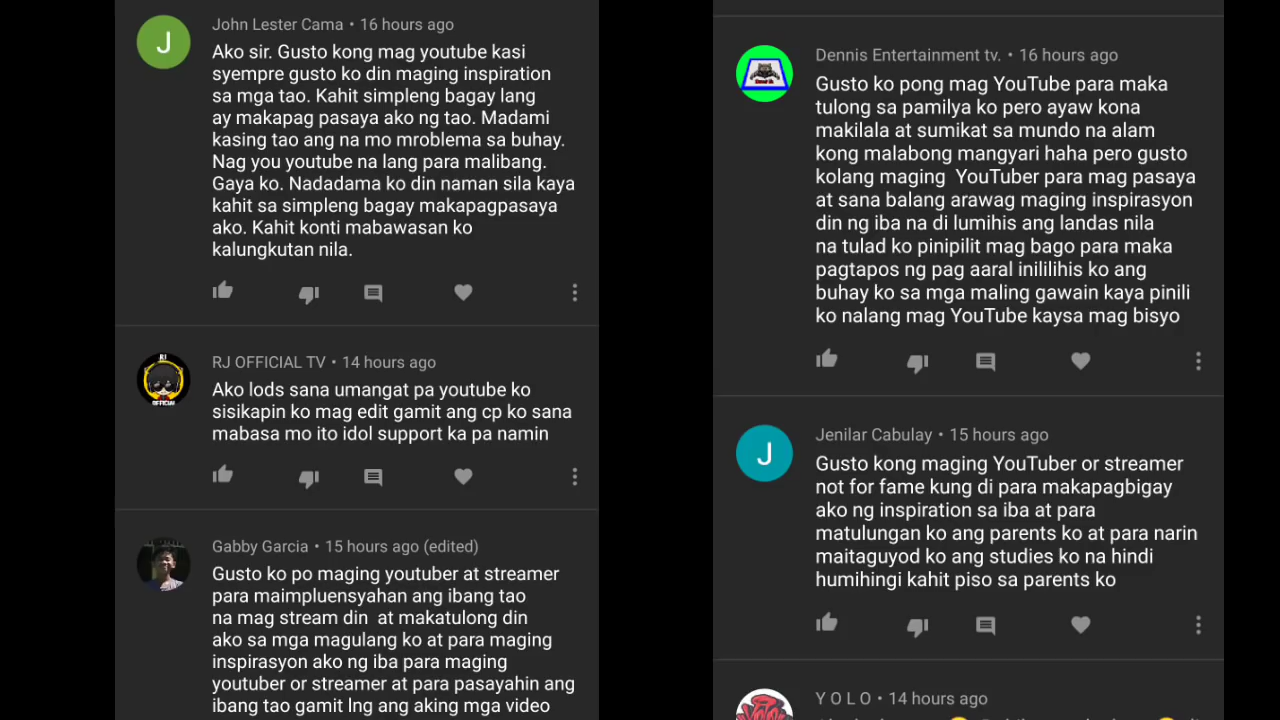 John Lester Cama • 16 hours ago
Ako sir. Gusto kong mag youtube kasi
syempre gusto ko din maging inspiration
sa mga tao. Kahit simpleng bagay lang
ay makapag pasaya ako ng tao. Madami
kasing tao ang na mo mroblema sa buhay.
Nag you youtube na lang para malibang.
Gaya ko. Nadadama ko din naman sila kaya
kahit sa simpleng bagay makapagpasaya
ako. Kahit konti mabawasan ko
kalungkutan nila.
RJ OFFICIAL TV • 14 hours ago
Ako lods sana umangat pa youtube ko
sisikapin ko mag edit gamit ang cp ko sana
mabasa mo ito idol support ka pa namin
Gabby Garcia • 15 hours ago (edited)
Gusto ko po maging youtuber at streamer
para maimpluensyahan ang ibang tao
na mag stream din  at makatulong din
ako sa mga magulang ko at para maging
inspirasyon ako ng iba para maging
youtuber or streamer at para pasayahin ang
ibang tao gamit lng ang aking mga video
Dennis Entertainment tv. • 16 hours ago
Gusto ko pong mag YouTube para maka
tulong sa pamilya ko pero ayaw kona
makilala at sumikat sa mundo na alam
kong malabong mangyari haha pero gusto
kolang maging  YouTuber para mag pasaya
at sana balang arawag maging inspirasyon
din ng iba na di lumihis ang landas nila
na tulad ko pinipilit mag bago para maka
pagtapos ng pag aaral inililihis ko ang
buhay ko sa mga maling gawain kaya pinili
ko nalang mag YouTube kaysa mag bisyo
Jenilar Cabulay • 15 hours ago
Gusto kong maging YouTuber or streamer
not for fame kung di para makapagbigay
ako ng inspiration sa iba at para
matulungan ko ang parents ko at para narin
maitaguyod ko ang studies ko na hindi
humihingi kahit piso sa parents ko
Y O L O • 14 hours ago
J
RJ
OFFICIAL
J